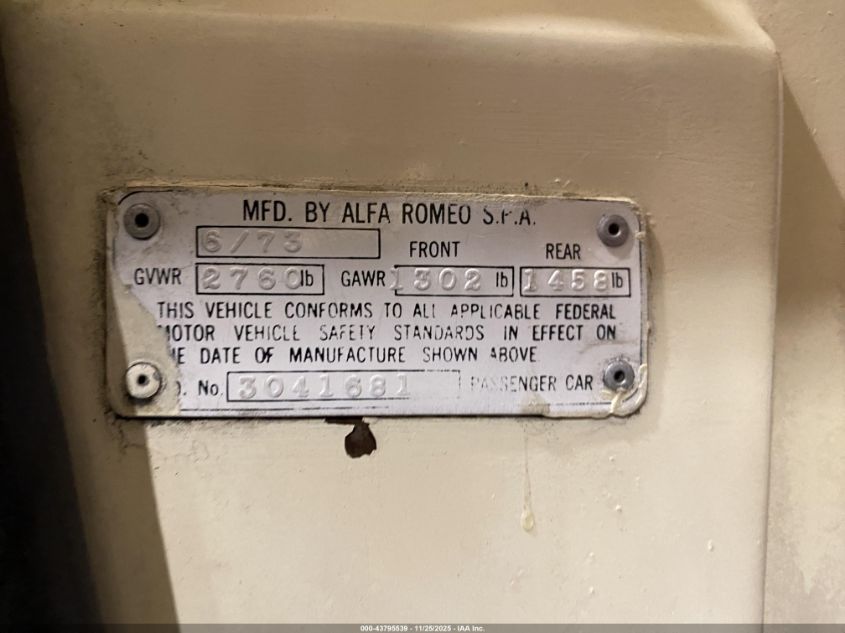 MFD. BY ALFA ROMEO S.P.A.
6/73 FRONT REAR
GVWR 2760 lb GAWR 1302 lb 1458 lb
THIS VEHICLE CONFORMS TO ALL APPLICABLE FEDERAL
MOTOR VEHICLE SAFETY STANDARDS IN EFFECT ON
HE DATE OF MANUFACTURE SHOWN ABOVE
D. No. 3041681 PASSENGER CAR
000-43795539 - 11/25/2025 - IAA Inc.